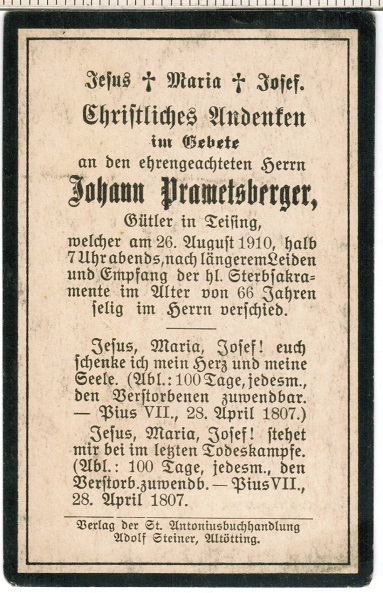 Jesus ✝ Maria ✝ Josef.
Christliches Andenken
im Gebete
an den ehrengeachteten Herrn
Johann Prametsberger,
Gütler in Teising,
welcher am 26. August 1910, halb
7 Uhr abends, nach längerem Leiden
und Empfang der hl. Sterbsakra-
mente im Alter von 66 Jahren
selig im Herrn verschied.
Jesus, Maria, Josef! euch
schenke ich mein Herz und meine
Seele. (Abl.: 100 Tage, jedesm.,
den Verstorbenen zuwendbar.
— Pius VII., 28. April 1807.)
Jesus, Maria, Josef! stehet
mir bei im letzten Todeskampfe.
(Abl.: 100 Tage, jedesm., den
Verstorb. zuwendb. — Pius VII.,
28. April 1807.
Verlag der St. Antoniusbuchhandlung
Adolf Steiner, Altötting.